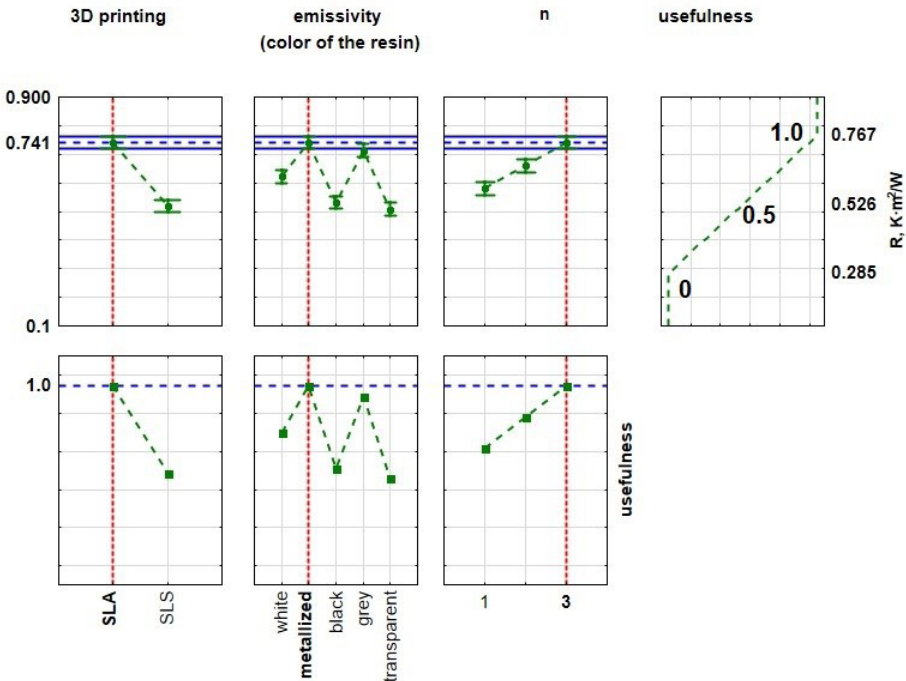 3D printing
emissivity
(color of the resin)
n
usefulness
0.900
0.741
0.1
1.0
0.5
0
0.767
0.526
0.285
R, K·m²/W
1.0
usefulness
SLA
SLS
white
metallized
black
grey
transparent
1
3